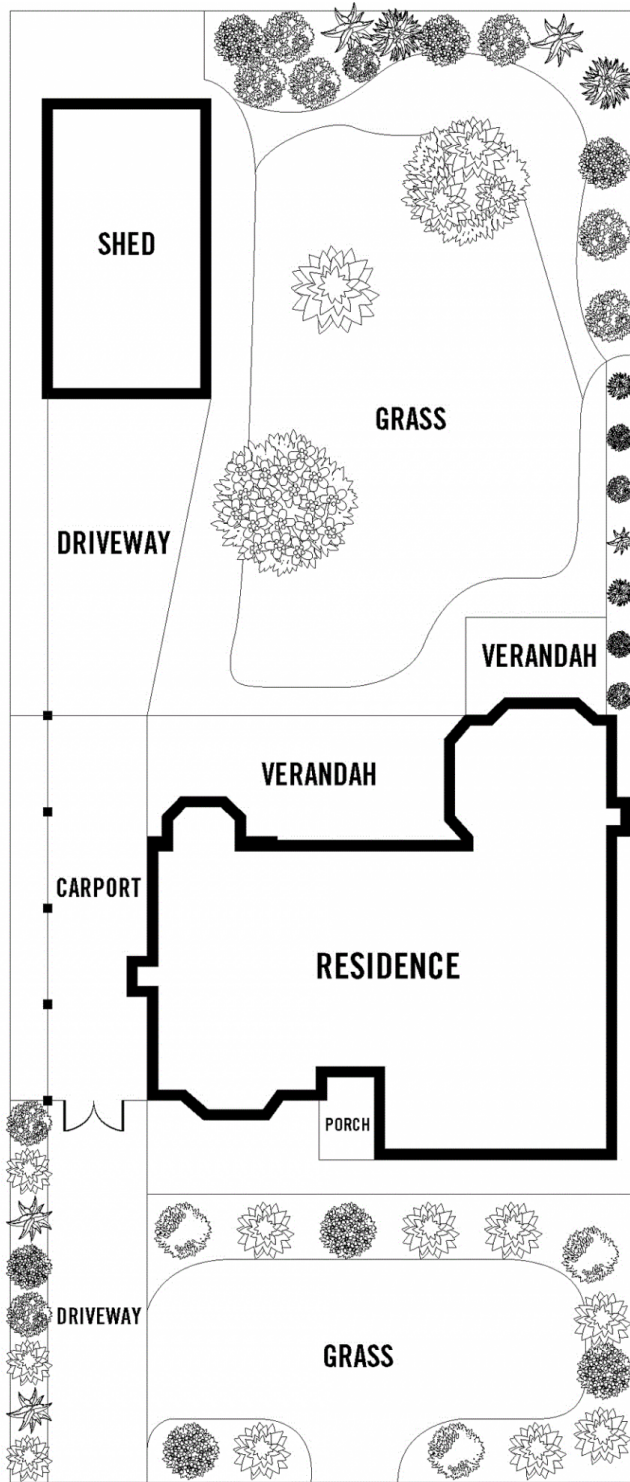 SHED
GRASS
DRIVEWAY
VERANDAH
VERANDAH
CARPORT
RESIDENCE
PORCH
DRIVEWAY
GRASS